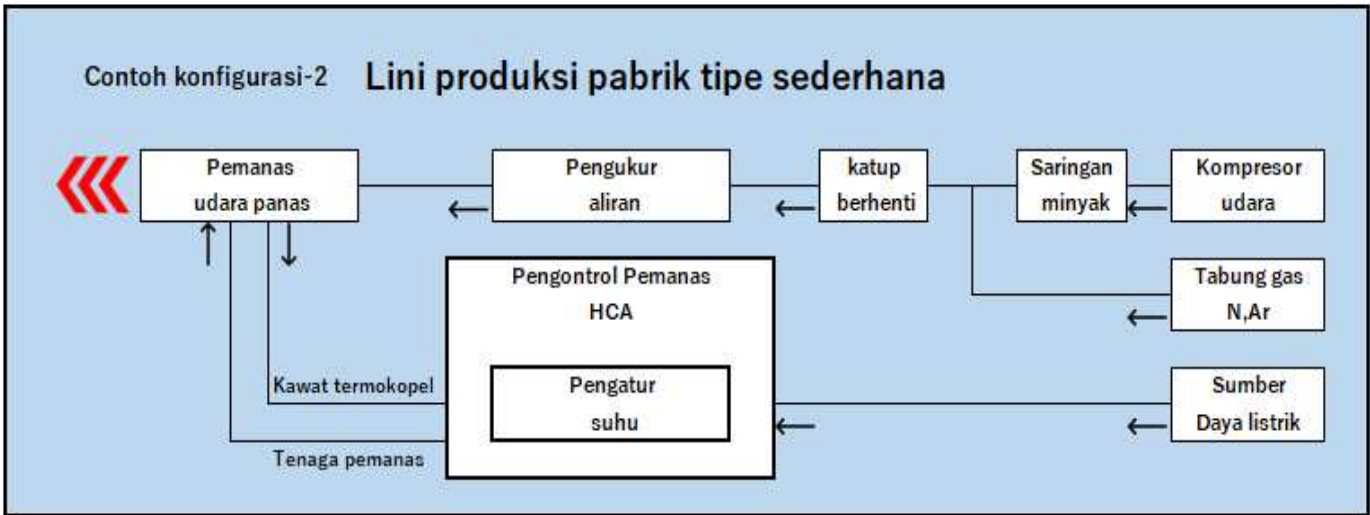 Contoh konfigurasi-2 Lini produksi pabrik tipe sederhana
Pemanas
udara panas
Pengukur
aliran
katup
berhenti
Saringan
minyak
Kompresor
udara
Pengontrol Pemanas
HCA
Tabung gas
N,Ar
Kawat termokopel
Pengatur
suhu
Sumber
Daya listrik
Tenaga pemanas